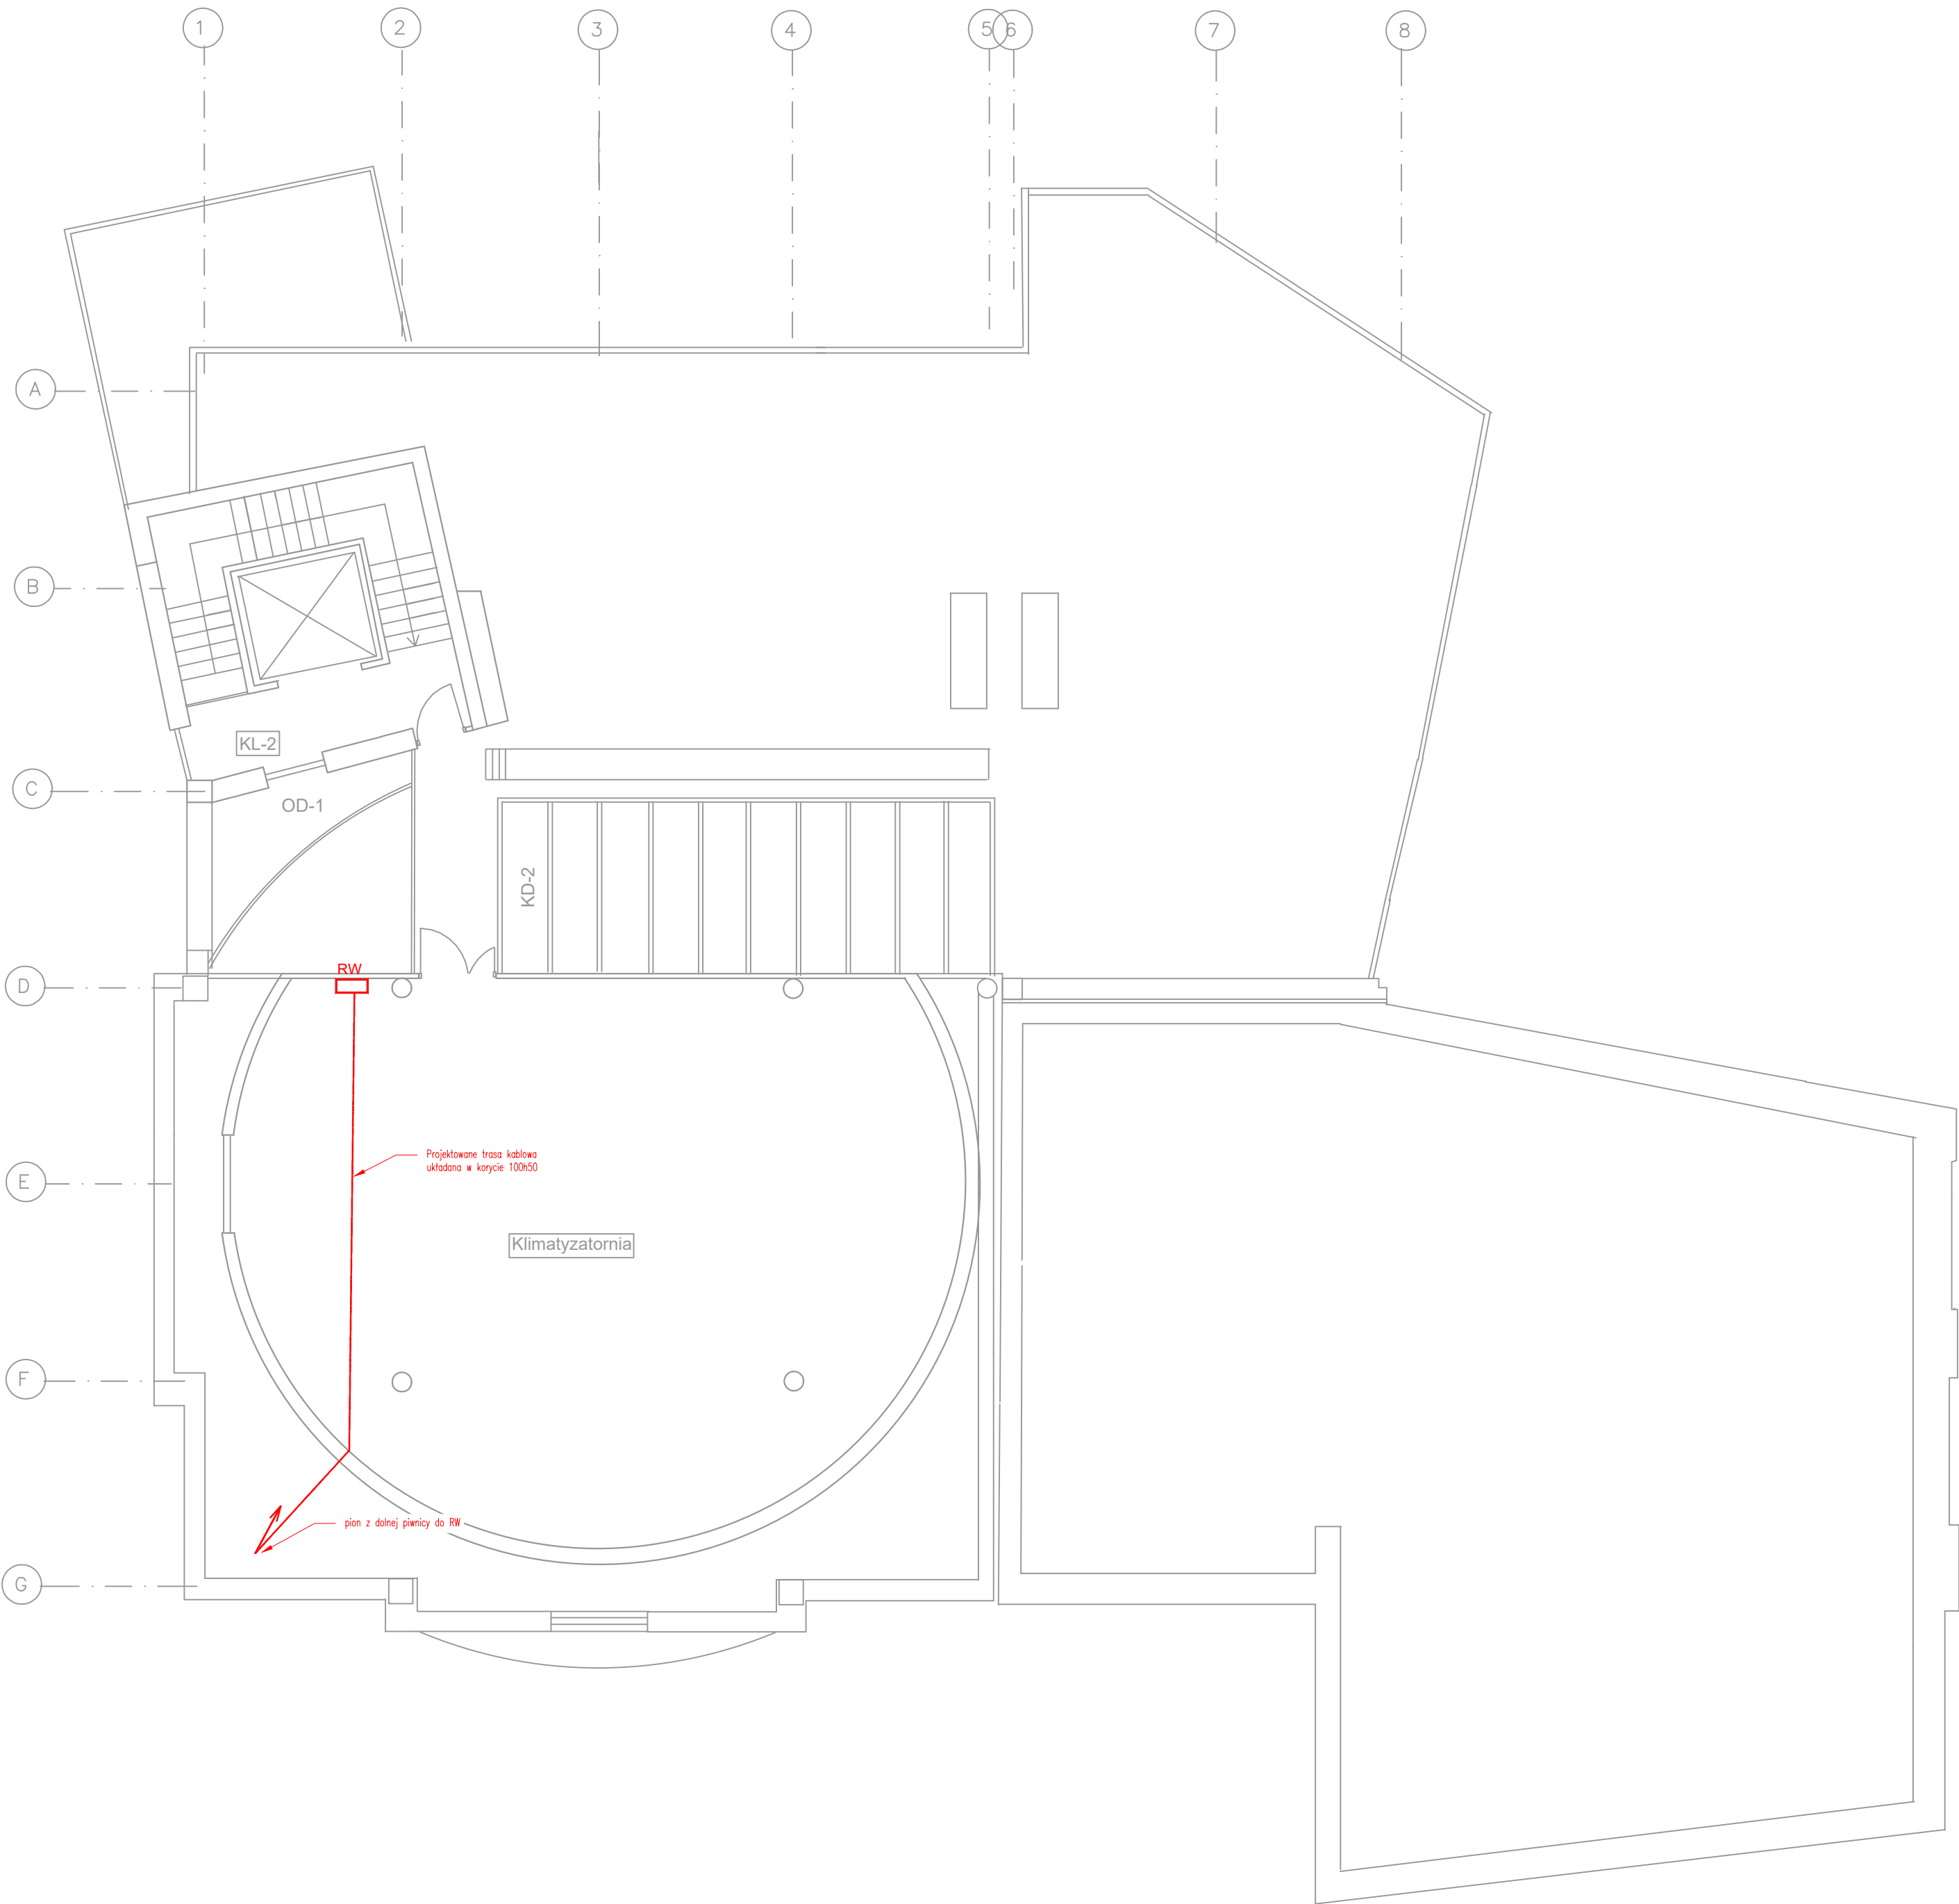 1
2
3
4
5
6
7
8
A
B
KL-2
C
OD-1
KD-2
RW
D
Projektowane trasa kablowa
układana w korycie 100h50
E
Klimatyzatornia
F
pion z dolnej piwnicy do RW
G